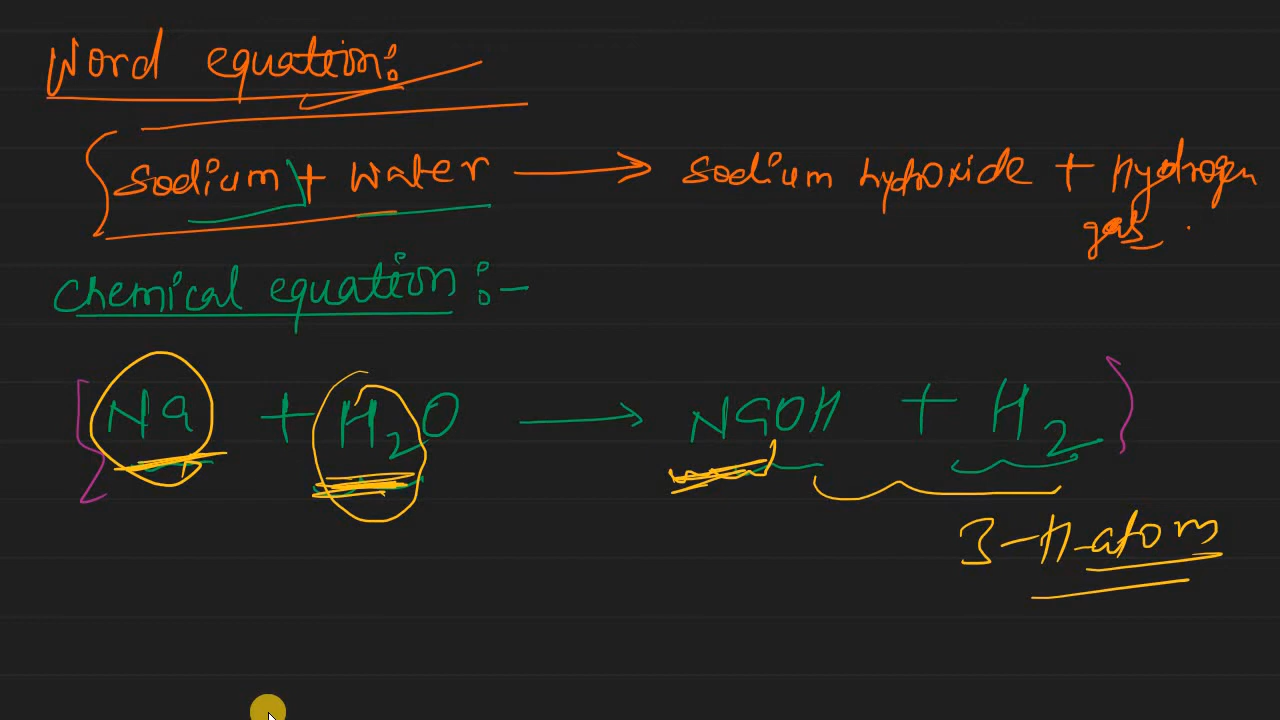 Word equation:
Sodium + water → sodium hydroxide + Hydrogen
gas.
Chemical equation :-
Na + H₂O → NaOH + H₂
3-H-atom